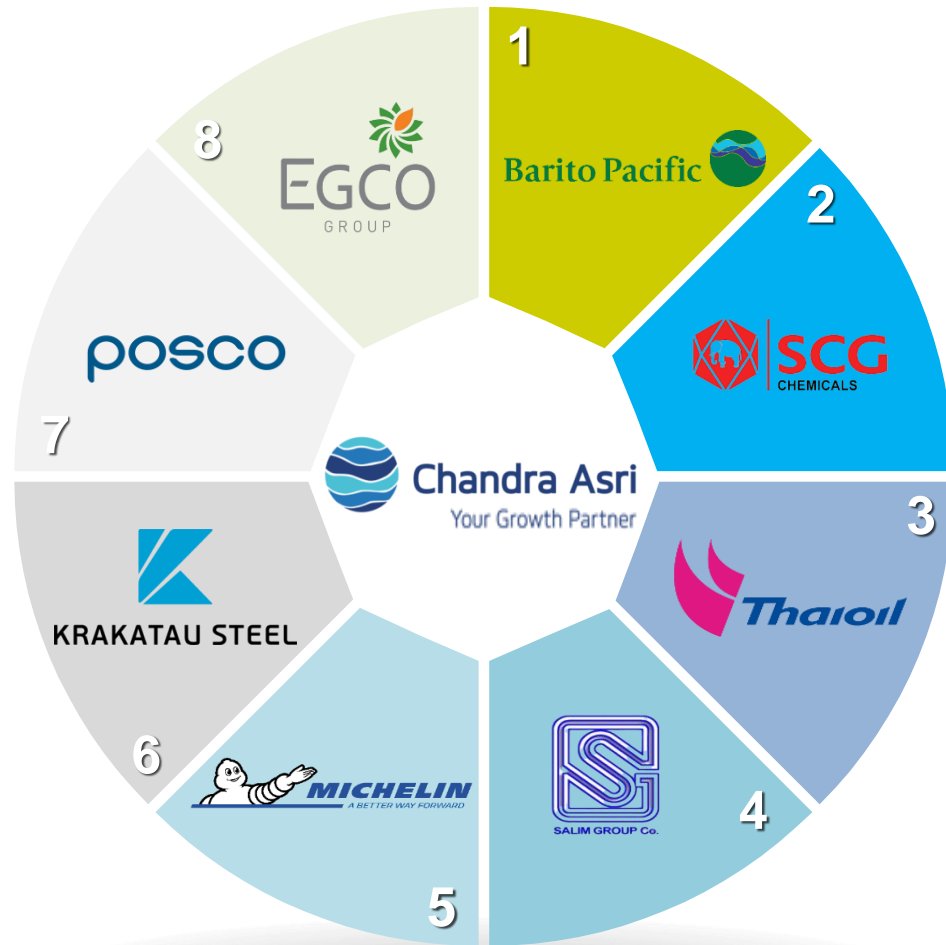 1
Barito Pacific
2
SCG
CHEMICALS
3
Thaioil
4
SALIM GROUP Co.
5
MICHELIN
A BETTER WAY FORWARD
6
KRAKATAU STEEL
7
posco
8
EGCO
GROUP
Chandra Asri
Your Growth Partner